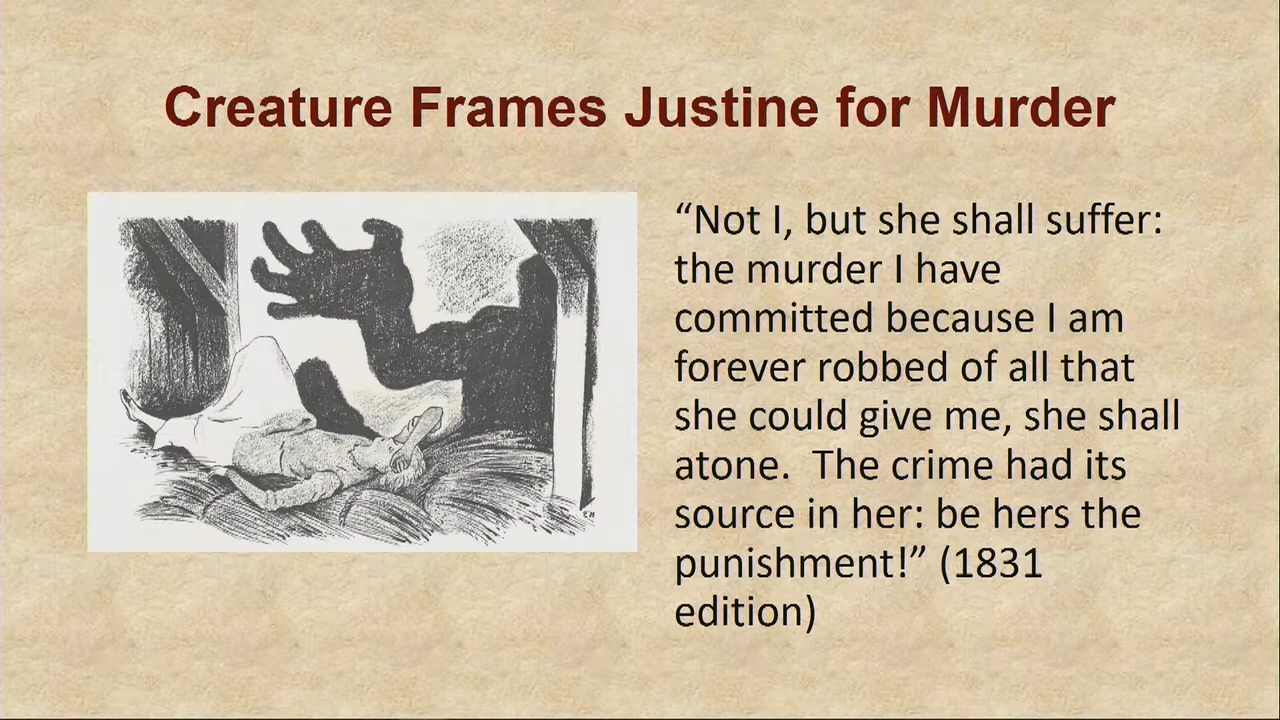 Creature Frames Justine for Murder
“Not I, but she shall suffer:
the murder I have
committed because I am
forever robbed of all that
she could give me, she shall
atone.  The crime had its
source in her: be hers the
punishment!” (1831
edition)